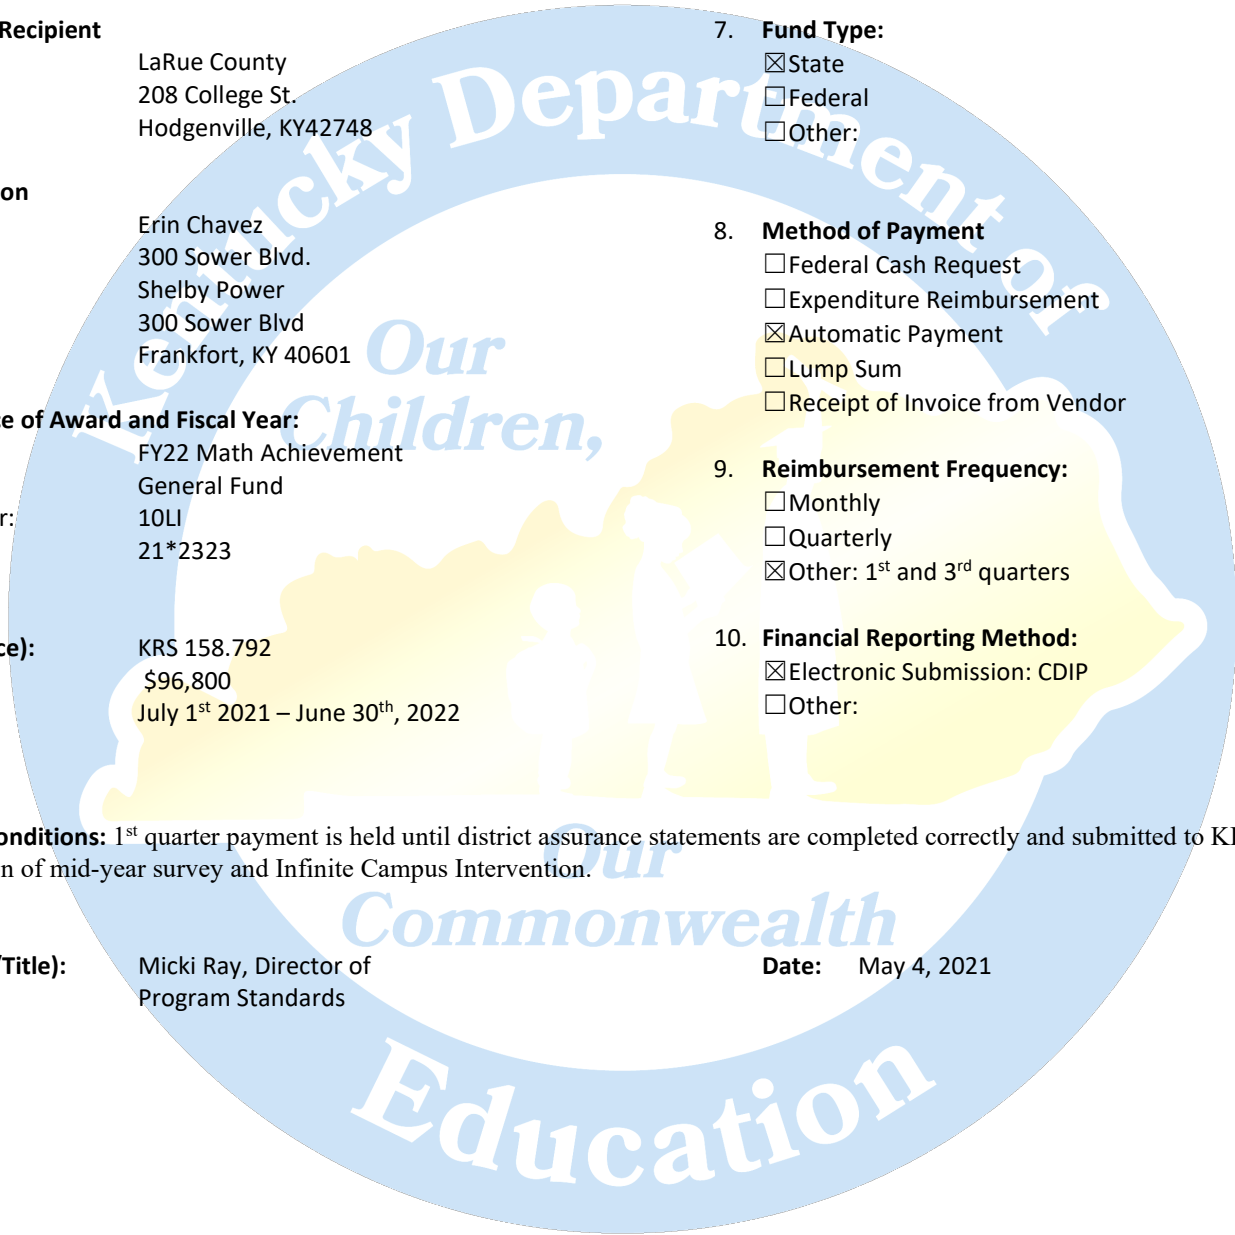 Recipient
LaRue County
208 College St.
Hodgenville, KY42748
on
Erin Chavez
300 Sower Blvd.
Shelby Power
300 Sower Blvd
Frankfort, KY 40601
e of Award and Fiscal Year:
FY22 Math Achievement
General Fund
r: 10LI
21*2323
ce): KRS 158.792
$96,800
July 1st 2021 – June 30th, 2022
7. Fund Type:
☒State
☐Federal
☐Other:
8. Method of Payment
☐Federal Cash Request
☐Expenditure Reimbursement
☒Automatic Payment
☐Lump Sum
☐Receipt of Invoice from Vendor
9. Reimbursement Frequency:
☐Monthly
☐Quarterly
☒Other: 1st and 3rd quarters
10. Financial Reporting Method:
☒Electronic Submission: CDIP
☐Other:
onditions: 1st quarter payment is held until district assurance statements are completed correctly and submitted to K
n of mid-year survey and Infinite Campus Intervention.
/Title): Micki Ray, Director of
Program Standards
Date: May 4, 2021
Kentucky Department of
Education
Our
Children,
Our
Commonwealth